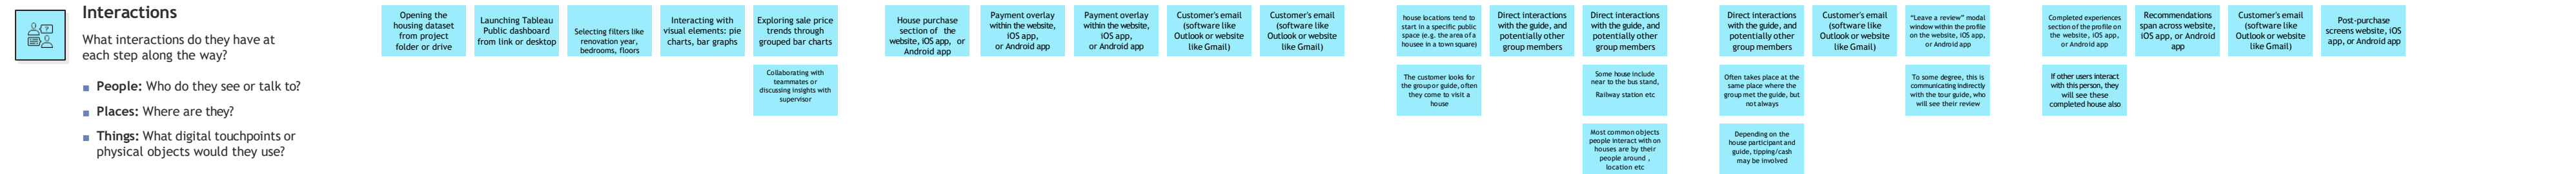 Interactions
What interactions do they have at
each step along the way?
People: Who do they see or talk to?
Places: Where are they?
Things: What digital touchpoints or
physical objects would they use?
Opening the
housing dataset
from project
folder or drive
Launching Tableau
Public dashboard
from link or desktop
Selecting filters like
renovation year,
bedrooms, floors
Interacting with
visual elements: pie
charts, bar graphs
Exploring sale price
trends through
grouped bar charts
Collaborating with
teammates or
discussing insights with
supervisor
House purchase
section of the
website, iOS app, or
Android app
Payment overlay
within the website,
iOS app,
or Android app
Payment overlay
within the website,
iOS app,
or Android app
Customer's email
(software like
Outlook or website
like Gmail)
Customer's email
(software like
Outlook or website
like Gmail)
house locations tend to
start in a specific public
space (e.g. the area of a
housee in a town square)
The customer looks for
the group or guide, often
they come to visit a
house
Direct interactions
with the guide, and
potentially other
group members
Direct interactions
with the guide, and
potentially other
group members
Some house include
near to the bus stand,
Railway station etc
Most common objects
people interact with on
houses are by their
people around ,
location etc
Direct interactions
with the guide, and
potentially other
group members
Often takes place at the
same place where the
group met the guide, but
not always
Depending on the
house participant and
guide, tipping/cash
may be involved
Customer's email
(software like
Outlook or website
like Gmail)
“Leave a review” modal
window within the profile
on the website, iOS app,
or Android app
To some degree, this is
communicating indirectly
with the tour guide, who
will see their review
Completed experiences
section of the profile on
the website, iOS app,
or Android app
If other users interact
with this person, they
will see these
completed house also
Recommendations
span across website,
iOS app, or Android
app
Customer's email
(software like
Outlook or website
like Gmail)
Post-purchase
screens website, iOS
app, or Android app